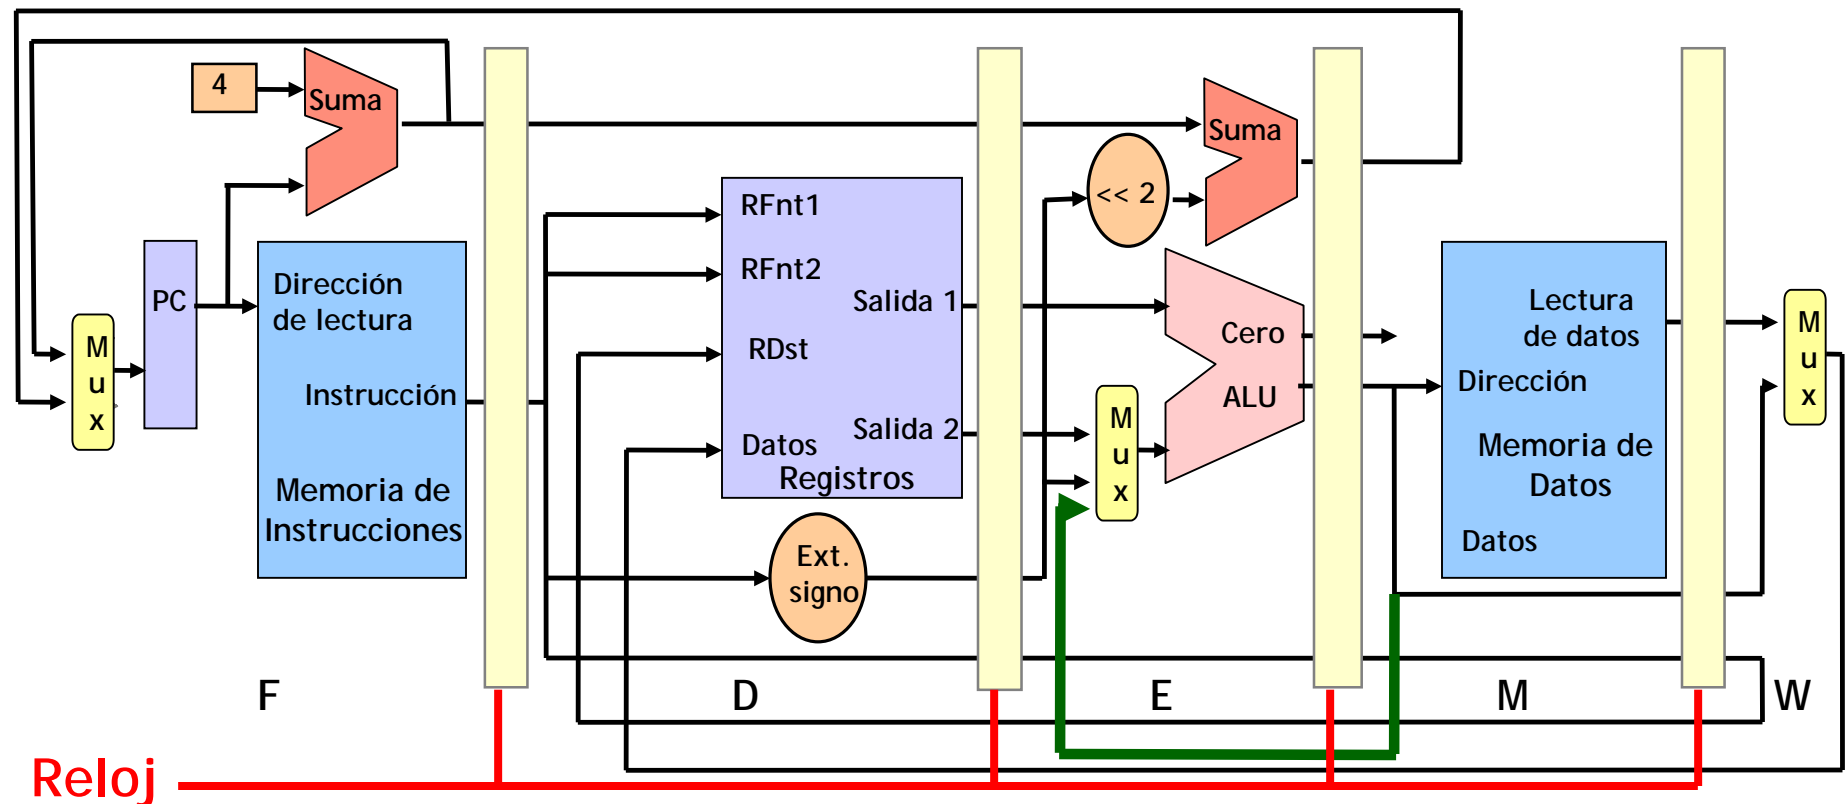 4
Suma
Suma
<< 2
RFnt1
RFnt2
Salida 1
RDst
Salida 2
Datos
Registros
PC
Dirección
de lectura
Instrucción
Memoria de
Instrucciones
M
u
x
Ext.
signo
M
u
x
Cero
ALU
Lectura
de datos
Dirección
Memoria de
Datos
Datos
M
u
x
F
D
E
M
W
Reloj